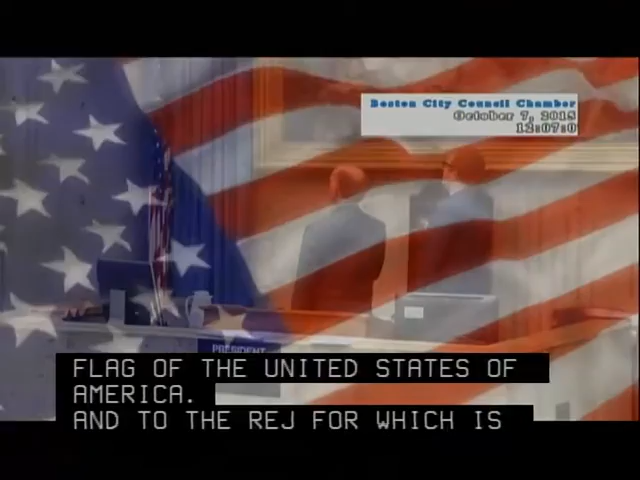 Boston City Council Chamber
October 7, 2015
12:07:0
PRESIDENT
FLAG OF THE UNITED STATES OF
AMERICA.
AND TO THE REJ FOR WHICH IS